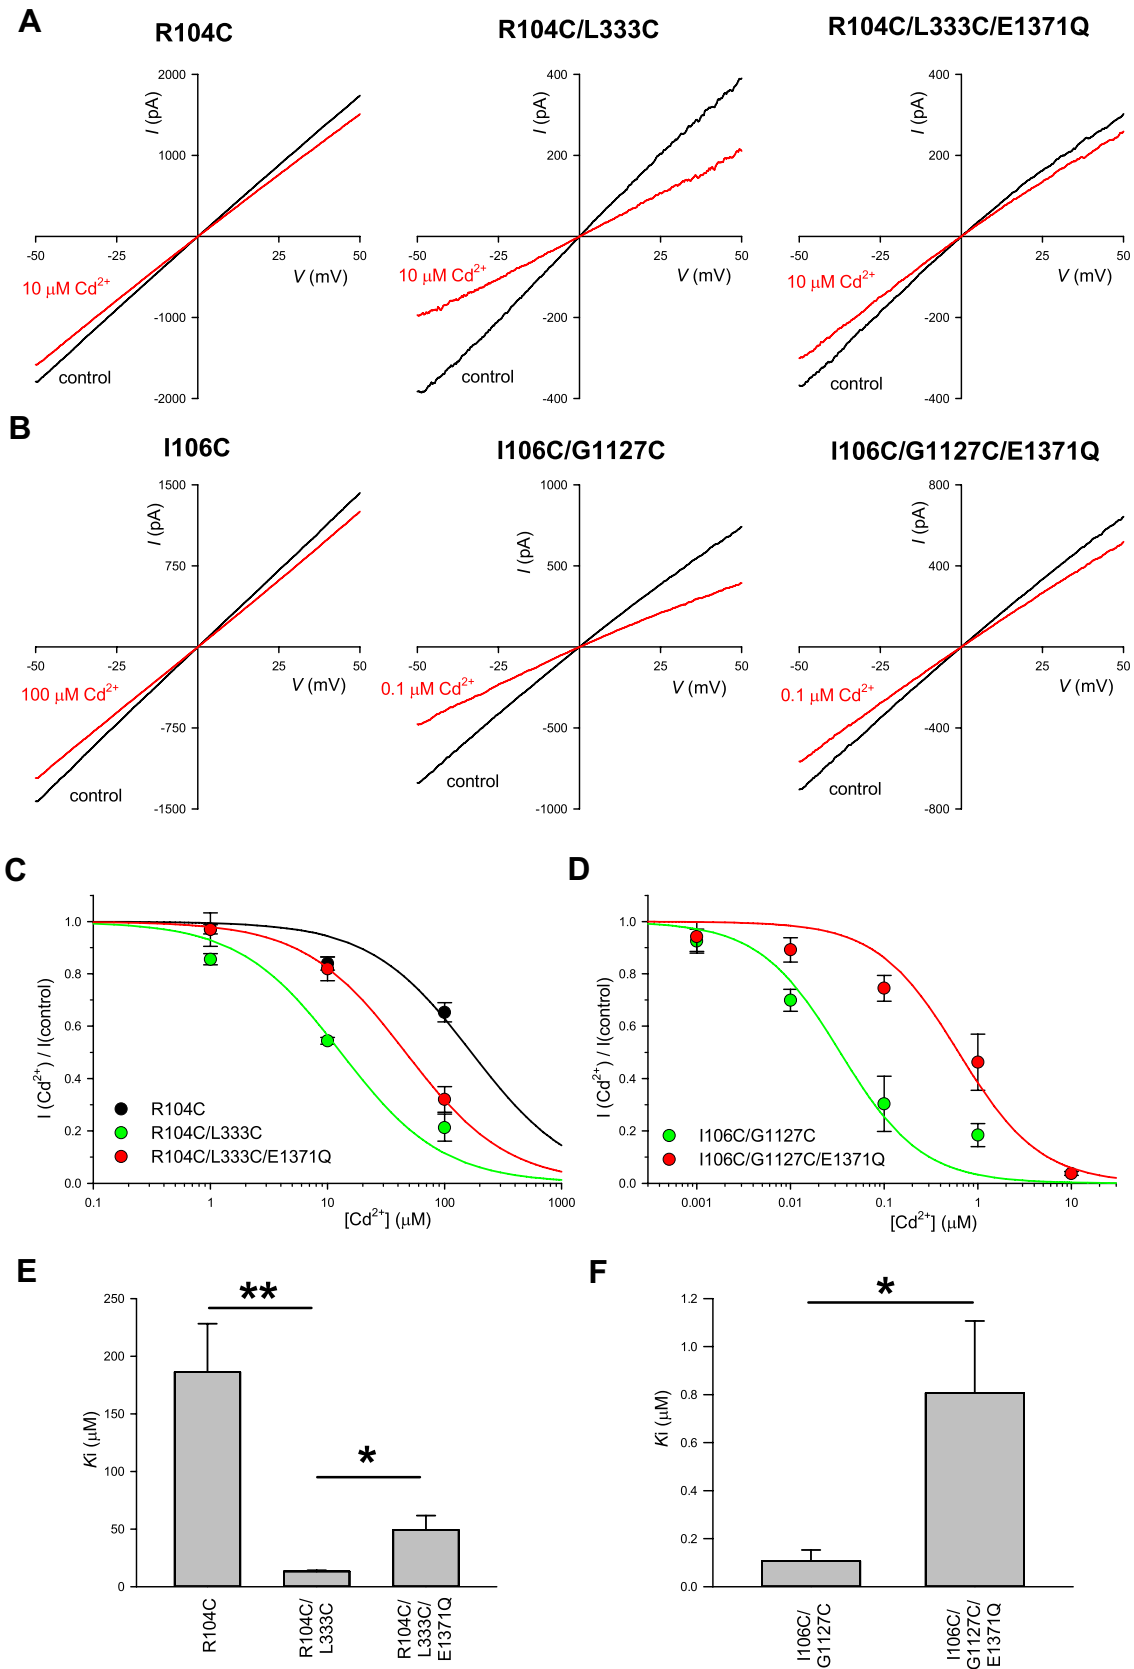 A
R104C
R104C/L333C
R104C/L333C/E1371Q
2000
1000
-1000
-2000
I (pA)
-50
-25
25
50
V (mV)
10 μM Cd2+
control
400
200
-200
-400
I (pA)
-50
-25
25
50
V (mV)
10 μM Cd2+
control
400
200
-200
-400
I (pA)
-50
-25
25
50
V (mV)
10 μM Cd2+
control
B
I106C
I106C/G1127C
I106C/G1127C/E1371Q
1500
750
-750
-1500
I (pA)
-50
-25
25
50
V (mV)
100 μM Cd2+
control
1000
500
-500
-1000
I (pA)
-50
-25
25
50
V (mV)
0.1 μM Cd2+
control
800
400
-400
-800
I (pA)
-50
-25
25
50
V (mV)
0.1 μM Cd2+
control
C
I (Cd2+) / I(control)
1.0
0.8
0.6
0.4
0.2
0.0
R104C
R104C/L333C
R104C/L333C/E1371Q
0.1
1
10
100
1000
[Cd2+] (μM)
D
I (Cd2+) / I(control)
1.0
0.8
0.6
0.4
0.2
0.0
I106C/G1127C
I106C/G1127C/E1371Q
0.001
0.01
0.1
1
10
[Cd2+] (μM)
E
Ki (μM)
250
200
150
100
50
0
**
*
R104C
R104C/
L333C
R104C/
L333C/
E1371Q
F
Ki (μM)
1.2
1.0
0.8
0.6
0.4
0.2
0.0
*
I106C/
G1127C
I106C/
G1127C/
E1371Q